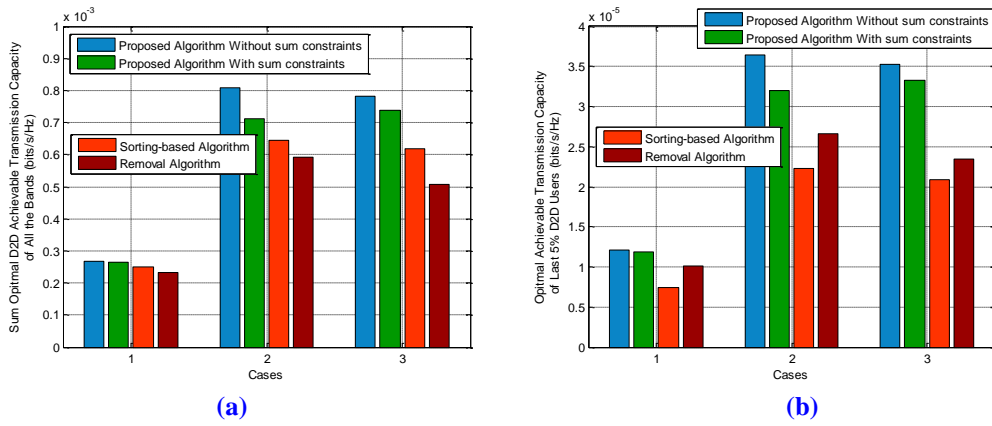 x 10⁻³
1
0.9
0.8
0.7
0.6
0.5
0.4
0.3
0.2
0.1
0
Sum Opitmal D2D Achievable Transmission Capacity
of All the Bands (bits/s/Hz)
Proposed Algorithm Without sum constraints
Proposed Algorithm With sum constraints
Sorting-based Algorithm
Removal Algorithm
1
2
3
Cases
(a)
x 10⁻⁵
4
3.5
3
2.5
2
1.5
1
0.5
0
Opitmal Achievable Transmission Capacity
of Last 5% D2D Users (bits/s/Hz)
Proposed Algorithm Without sum constraints
Proposed Algorithm With sum constraints
Sorting-based Algorithm
Removal Algorithm
1
2
3
Cases
(b)